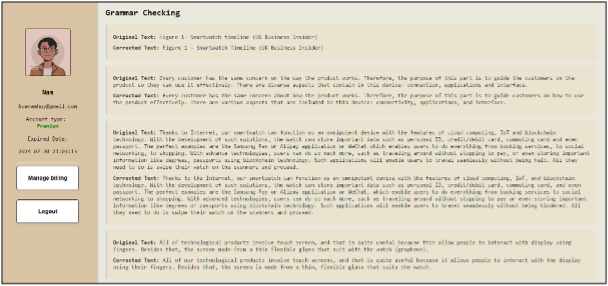 Grammar Checking
Nam
Account type:
Premium
Expired Date:
Manage Billing
Logout
Original Text: Figure 1- Smartwatch timeline (UK Business Insider)
Corrected Text: Figure 1 - Smartwatch Timeline (UK Business Insider)
Original Text: Every customer has the same concern on the way the product works. Therefore, the purpose of this part is to guide the customers on the
product so they can use it effectively. There are diverse aspects that contain in this device: connection, applications and interface.
Corrected Text: Every customer has the same concern about how the product works. Therefore, the purpose of this part is to guide customers on how to use
the product effectively. There are various aspects that are included in this device: connectivity, applications, and interface.
Original Text: Thanks to Internet, our smartwatch can function as an omnipotent device with the features of cloud computing, IoT and blockchain
technology. With the development of such solutions, the watch can store important data such as personal ID, credit/debit card, commuting card and even
passport. The perfect examples are the Samsung Pay or Alipay application or WeChat which enables users to do everything from booking services, to social
networking, to shopping. With advance technologies, users can do so much more, such as traveling around without stopping to pay, or even storing important
information like degrees, passports using blockchain technology. Such applications will enable users to travel seamlessly without being hail. All they
need to do is swipe their watch on the scanners and proceed.
Corrected Text: Thanks to the Internet, our smartwatch can function as an omnipotent device with the features of cloud computing, IoT, and blockchain
technology. With the development of such solutions, the watch can store important data such as personal ID, credit/debit card, commuting card, and even
passport. The perfect examples are the Samsung Pay or Alipay application or WeChat, which enable users to do everything from booking services to social
networking to shopping. With advanced technologies, users can do so much more, such as traveling around without stopping to pay or even storing important
information like degrees or passports using blockchain technology. Such applications will enable users to travel seamlessly without being hindered. All
they need to do is swipe their watch on the scanners and proceed.
Original Text: All of technological products involve touch screen, and that is quite useful because this allow people to interact with display using
fingers. Besides that, the screen made from a thin flexible glass that suit with the watch (graphene).
Corrected Text: All of our technological products involve touch screens, and that is quite useful because it allows people to interact with the display
using their fingers. Besides that, the screen is made from a thin, flexible glass that suits the watch.